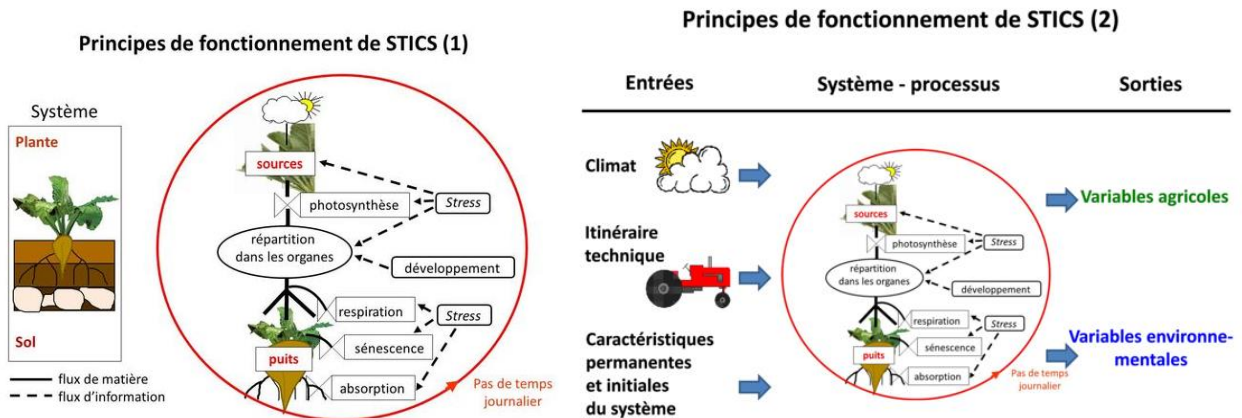 Principes de fonctionnement de STICS (1)
Système
Plante
Sol
flux de matière
flux d'information
sources
photosynthèse
Stress
répartition
dans les organes
développement
respiration
Stress
sénescence
puits
absorption
Pas de temps
journalier
Principes de fonctionnement de STICS (2)
Entrées
Système - processus
Sorties
Climat
Itinéraire
technique
Caractéristiques
permanentes
et initiales
du système
sources
photosynthèse
Stress
répartition
dans les organes
développement
respiration
Stress
sénescence
puits
absorption
Pas de temps
journalier
Variables agricoles
Variables environne-
mentales